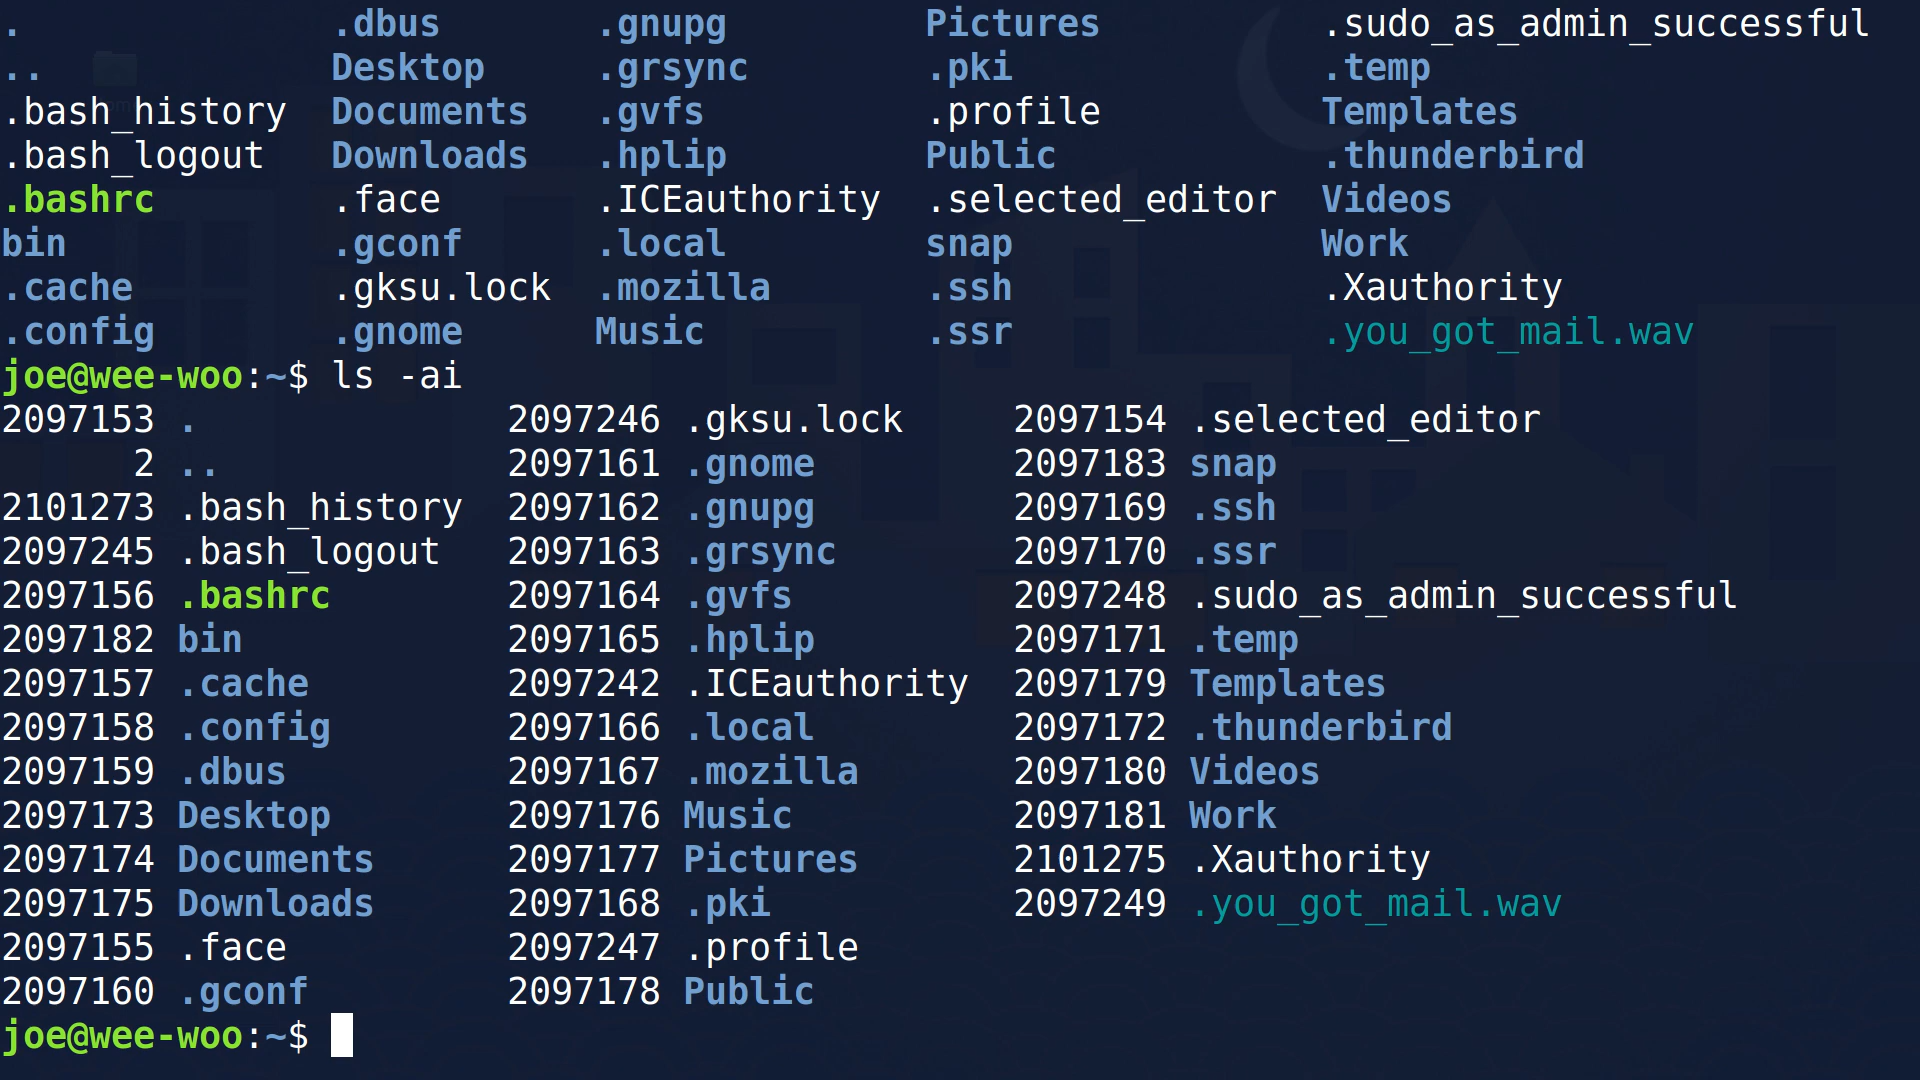 .              .dbus        .gnupg         Pictures          .sudo_as_admin_successful
..             Desktop      .grsync        .pki              .temp
.bash_history  Documents    .gvfs          .profile          Templates
.bash_logout   Downloads    .hplip         Public            .thunderbird
.bashrc        .face        .ICEauthority  .selected_editor  Videos
bin            .gconf       .local         snap              Work
.cache         .gksu.lock   .mozilla       .ssh              .Xauthority
.config        .gnome       Music          .ssr              .you_got_mail.wav
joe@wee-woo:~$ ls -ai
2097153 .              2097246 .gksu.lock     2097154 .selected_editor
      2 ..             2097161 .gnome         2097183 snap
2101273 .bash_history  2097162 .gnupg         2097169 .ssh
2097245 .bash_logout   2097163 .grsync        2097170 .ssr
2097156 .bashrc        2097164 .gvfs          2097248 .sudo_as_admin_successful
2097182 bin            2097165 .hplip         2097171 .temp
2097157 .cache         2097242 .ICEauthority  2097179 Templates
2097158 .config        2097166 .local         2097172 .thunderbird
2097159 .dbus          2097167 .mozilla       2097180 Videos
2097173 Desktop        2097176 Music          2097181 Work
2097174 Documents      2097177 Pictures       2101275 .Xauthority
2097175 Downloads      2097168 .pki           2097249 .you_got_mail.wav
2097155 .face          2097247 .profile
2097160 .gconf         2097178 Public
joe@wee-woo:~$